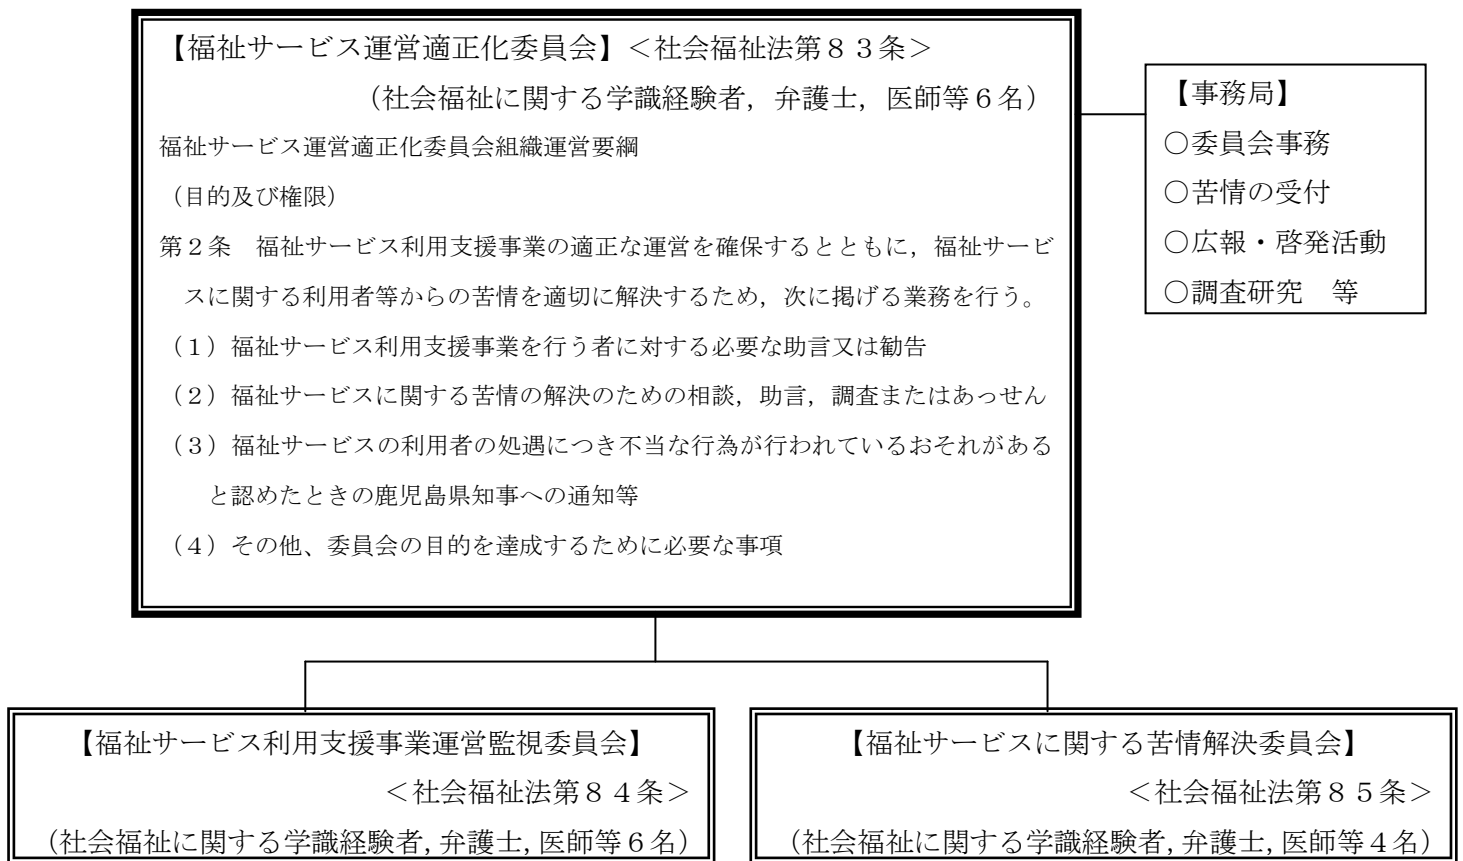 【福祉サービス運営適正化委員会】<社会福祉法第８３条>
（社会福祉に関する学識経験者，弁護士，医師等６名）
福祉サービス運営適正化委員会組織運営要綱
（目的及び権限）
第２条　福祉サービス利用支援事業の適正な運営を確保するとともに，福祉サービ
スに関する利用者等からの苦情を適切に解決するため，次に掲げる業務を行う。
（１）福祉サービス利用支援事業を行う者に対する必要な助言又は勧告
（２）福祉サービスに関する苦情の解決のための相談，助言，調査またはあっせん
（３）福祉サービスの利用者の処遇につき不当な行為が行われているおそれがある
と認めたときの鹿児島県知事への通知等
（４）その他、委員会の目的を達成するために必要な事項
【事務局】
○委員会事務
○苦情の受付
○広報・啓発活動
○調査研究　等
【福祉サービス利用支援事業運営監視委員会】
<社会福祉法第８４条>
（社会福祉に関する学識経験者，弁護士，医師等６名）
【福祉サービスに関する苦情解決委員会】
<社会福祉法第８５条>
（社会福祉に関する学識経験者，弁護士，医師等４名）